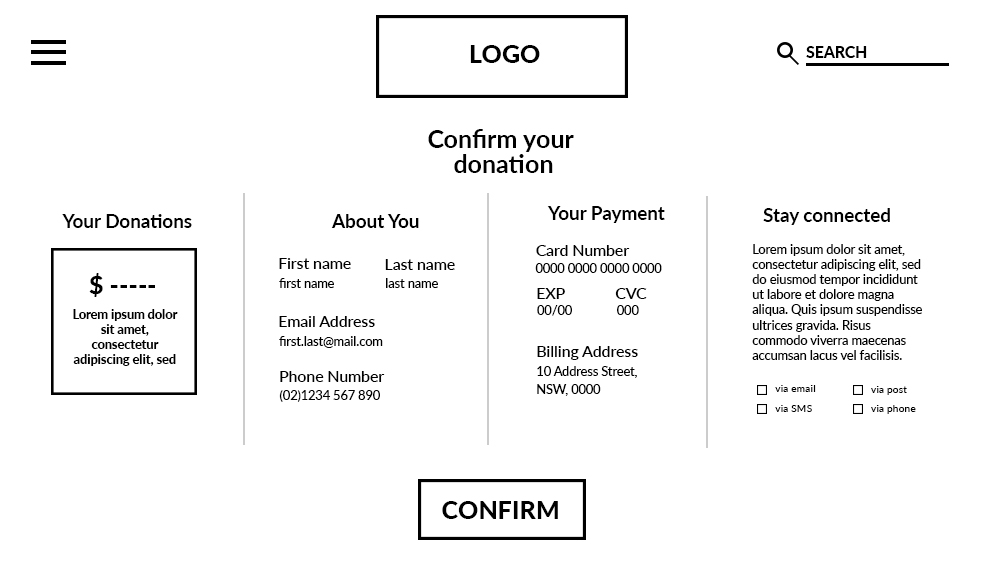 LOGO
SEARCH
Confirm your
donation
Your Donations
$ -----
Lorem ipsum dolor
sit amet,
consectetur
adipiscing elit, sed
About You
First name
first name
Last name
last name
Email Address
first.last@mail.com
Phone Number
(02)1234 567 890
Your Payment
Card Number
0000 0000 0000 0000
EXP
00/00
CVC
000
Billing Address
10 Address Street,
NSW, 0000
Stay connected
Lorem ipsum dolor sit amet,
consectetur adipiscing elit, sed
do eiusmod tempor incididunt
ut labore et dolore magna
aliqua. Quis ipsum suspendisse
ultrices gravida. Risus
commodo viverra maecenas
accumsan lacus vel facilisis.
via email
via post
via SMS
via phone
CONFIRM